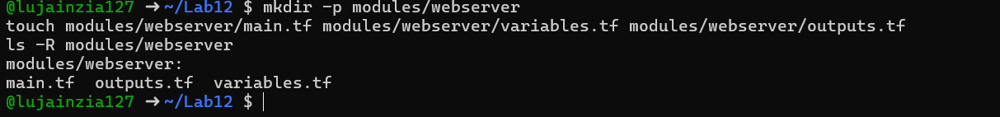 @lujainzia127 ➜ ~/Lab12 $ mkdir -p modules/webserver
touch modules/webserver/main.tf modules/webserver/variables.tf modules/webserver/outputs.tf
ls -R modules/webserver
modules/webserver:
main.tf  outputs.tf  variables.tf
@lujainzia127 ➜ ~/Lab12 $